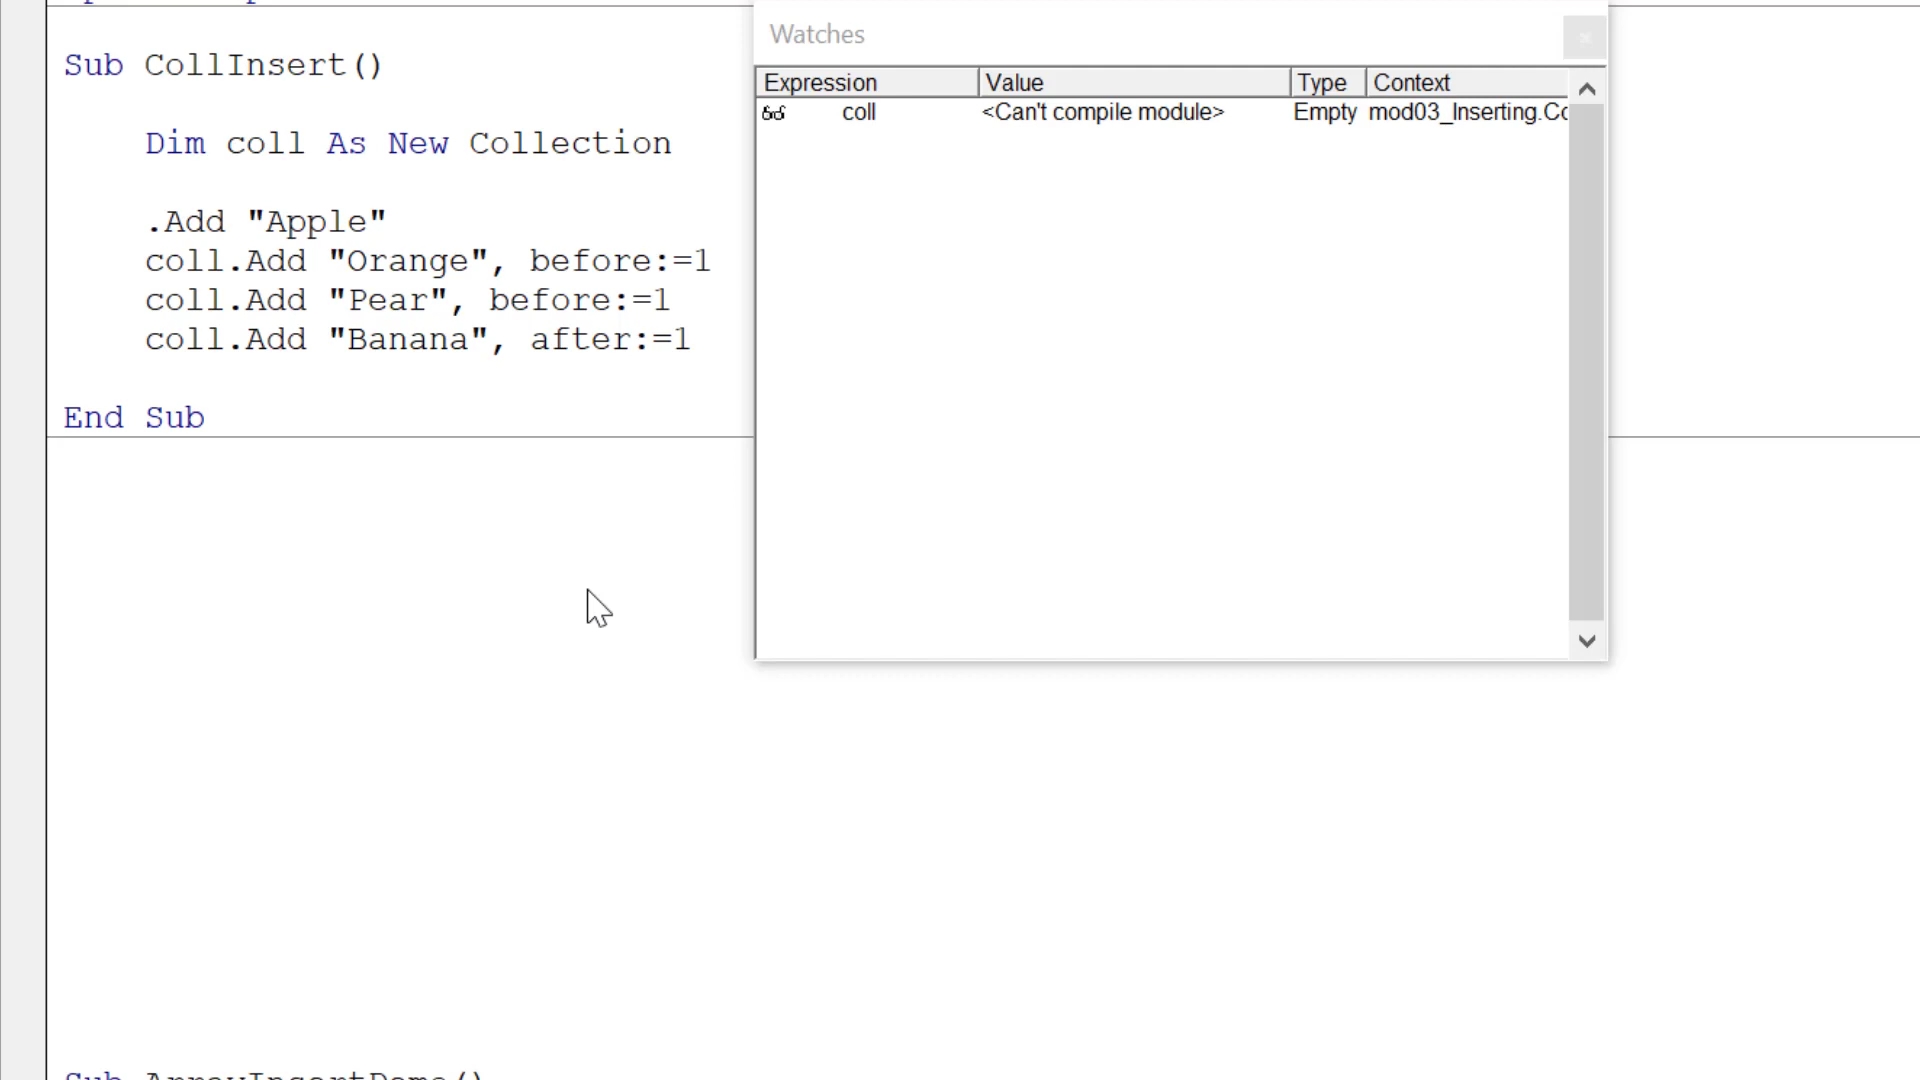 Sub CollInsert()
Dim coll As New Collection
.Add "Apple"
coll.Add "Orange", before:=1
coll.Add "Pear", before:=1
coll.Add "Banana", after:=1
End Sub
Watches
Expression Value Type Context
coll <Can't compile module> Empty mod03_Inserting.Co
Sub ArrayInsertDemo()